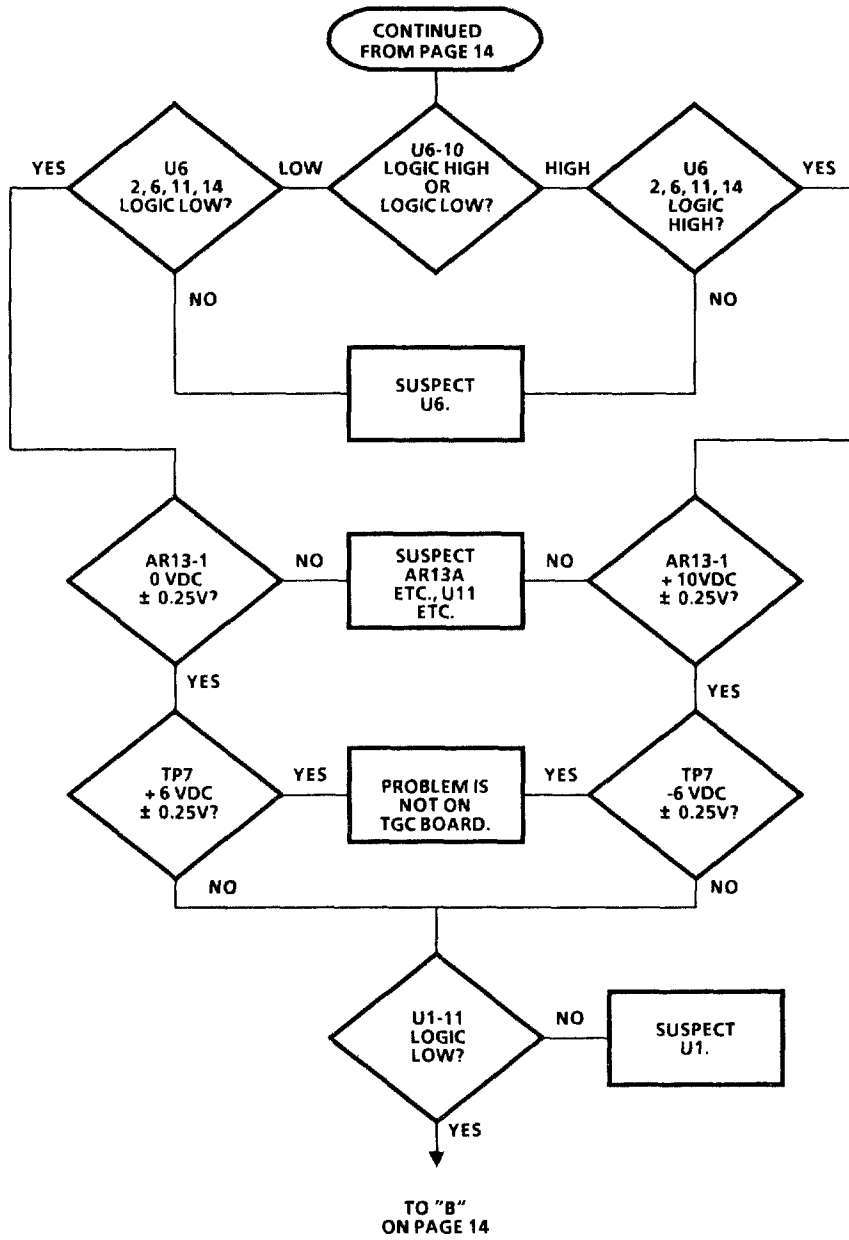 CONTINUED
FROM PAGE 14
YES
U6
2, 6, 11, 14
LOGIC LOW?
LOW
U6-10
LOGIC HIGH
OR
LOGIC LOW?
HIGH
U6
2, 6, 11, 14
LOGIC
HIGH?
YES
NO
NO
SUSPECT
U6.
AR13-1
0 VDC
± 0.25V?
NO
SUSPECT
AR13A
ETC., U11
ETC.
NO
AR13-1
+ 10VDC
± 0.25V?
YES
YES
TP7
+ 6 VDC
± 0.25V?
YES
PROBLEM IS
NOT ON
TGC BOARD.
YES
TP7
-6 VDC
± 0.25V?
NO
NO
U1-11
LOGIC
LOW?
NO
SUSPECT
U1.
YES
TO "B"
ON PAGE 14